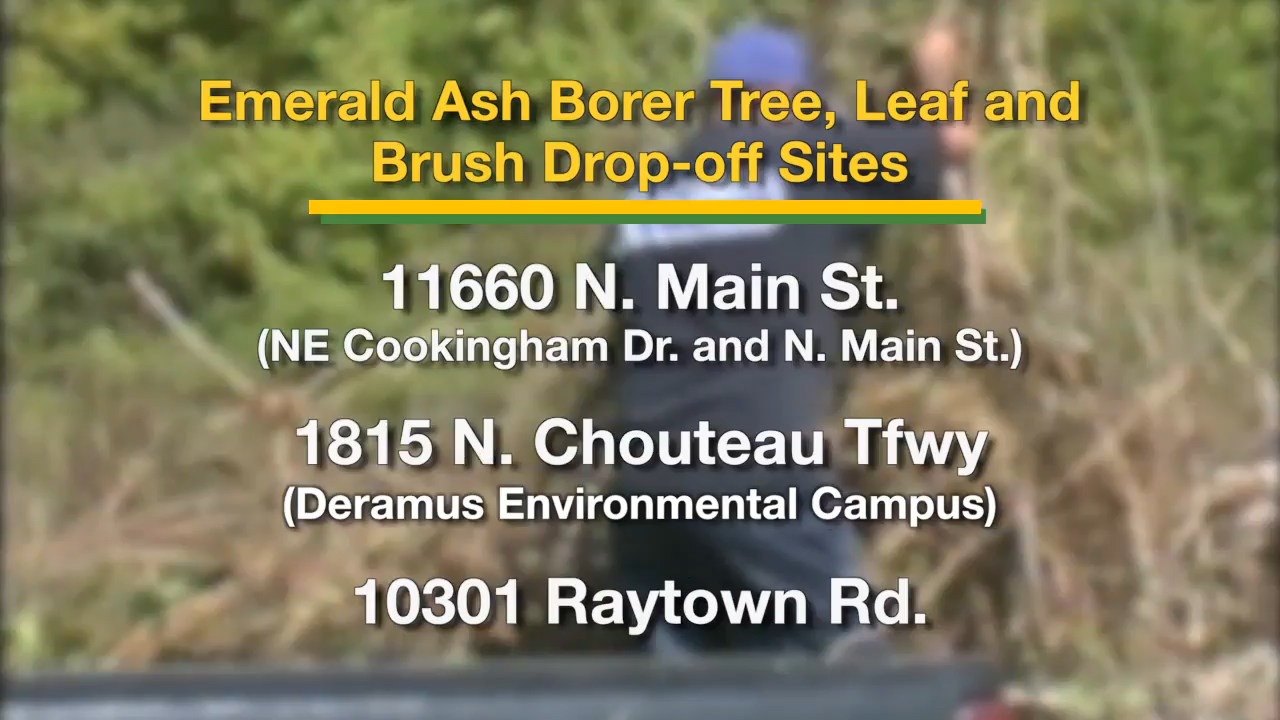 Emerald Ash Borer Tree, Leaf and
Brush Drop-off Sites
11660 N. Main St.
(NE Cookingham Dr. and N. Main St.)
1815 N. Chouteau Tfwy
(Deramus Environmental Campus)
10301 Raytown Rd.